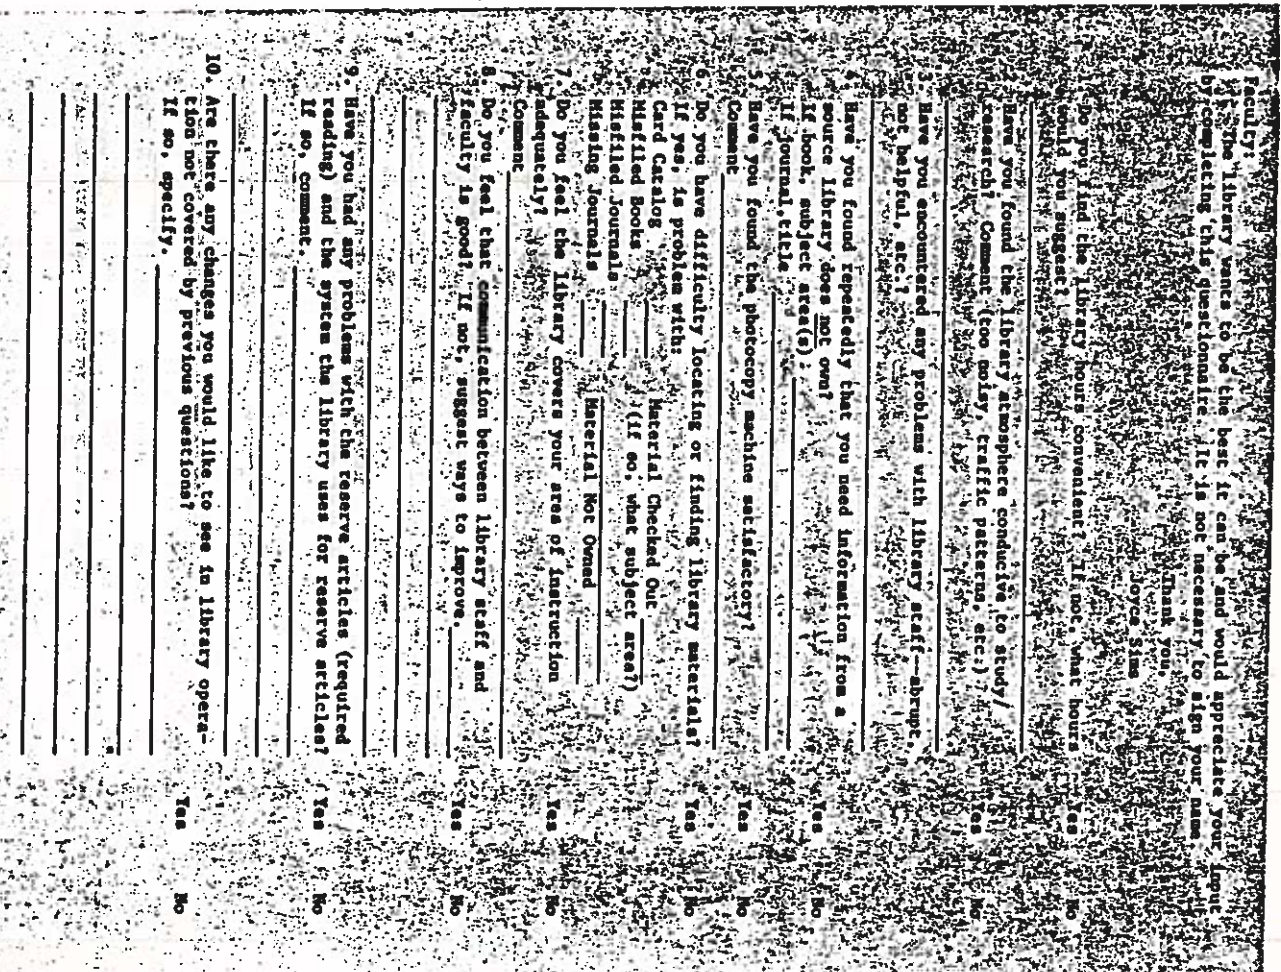 Faculty:
The library wants to be the best it can be and would appreciate your input
by completing this questionnaire. It is not necessary to sign your name.
Thank you,
Joyce Sims
1. Do you find the library hours convenient? If not, what hours Yes No
would you suggest?
2. Have you found the library atmosphere conducive to study/
research? Comment (too noisy, traffic patterns, etc.) Yes No
3. Have you encountered any problems with library staff--abrupt,
not helpful, etc.?
4. Have you found repeatedly that you need information from a
source library does not own? Yes No
If book, subject area(s)
If journal, title
5. Have you found the photocopy machine satisfactory? Yes No
Comment
6. Do you have difficulty locating or finding library materials? Yes No
If yes, is problem with:
Card Catalog Material Checked Out
Misfiled Books (if so, what subject area?)
Misfiled Journals
Missing Journals Material Not Owned
7. Do you feel the library covers your area of instruction
adequately? Yes No
Comment
8. Do you feel that communication between library staff and
faculty is good? If not, suggest ways to improve. Yes No
9. Have you had any problems with the reserve articles (required
reading) and the system the library uses for reserve articles?
If so, comment. Yes No
10. Are there any changes you would like to see in library opera-
tion not covered by previous questions?
If so, specify. Yes No